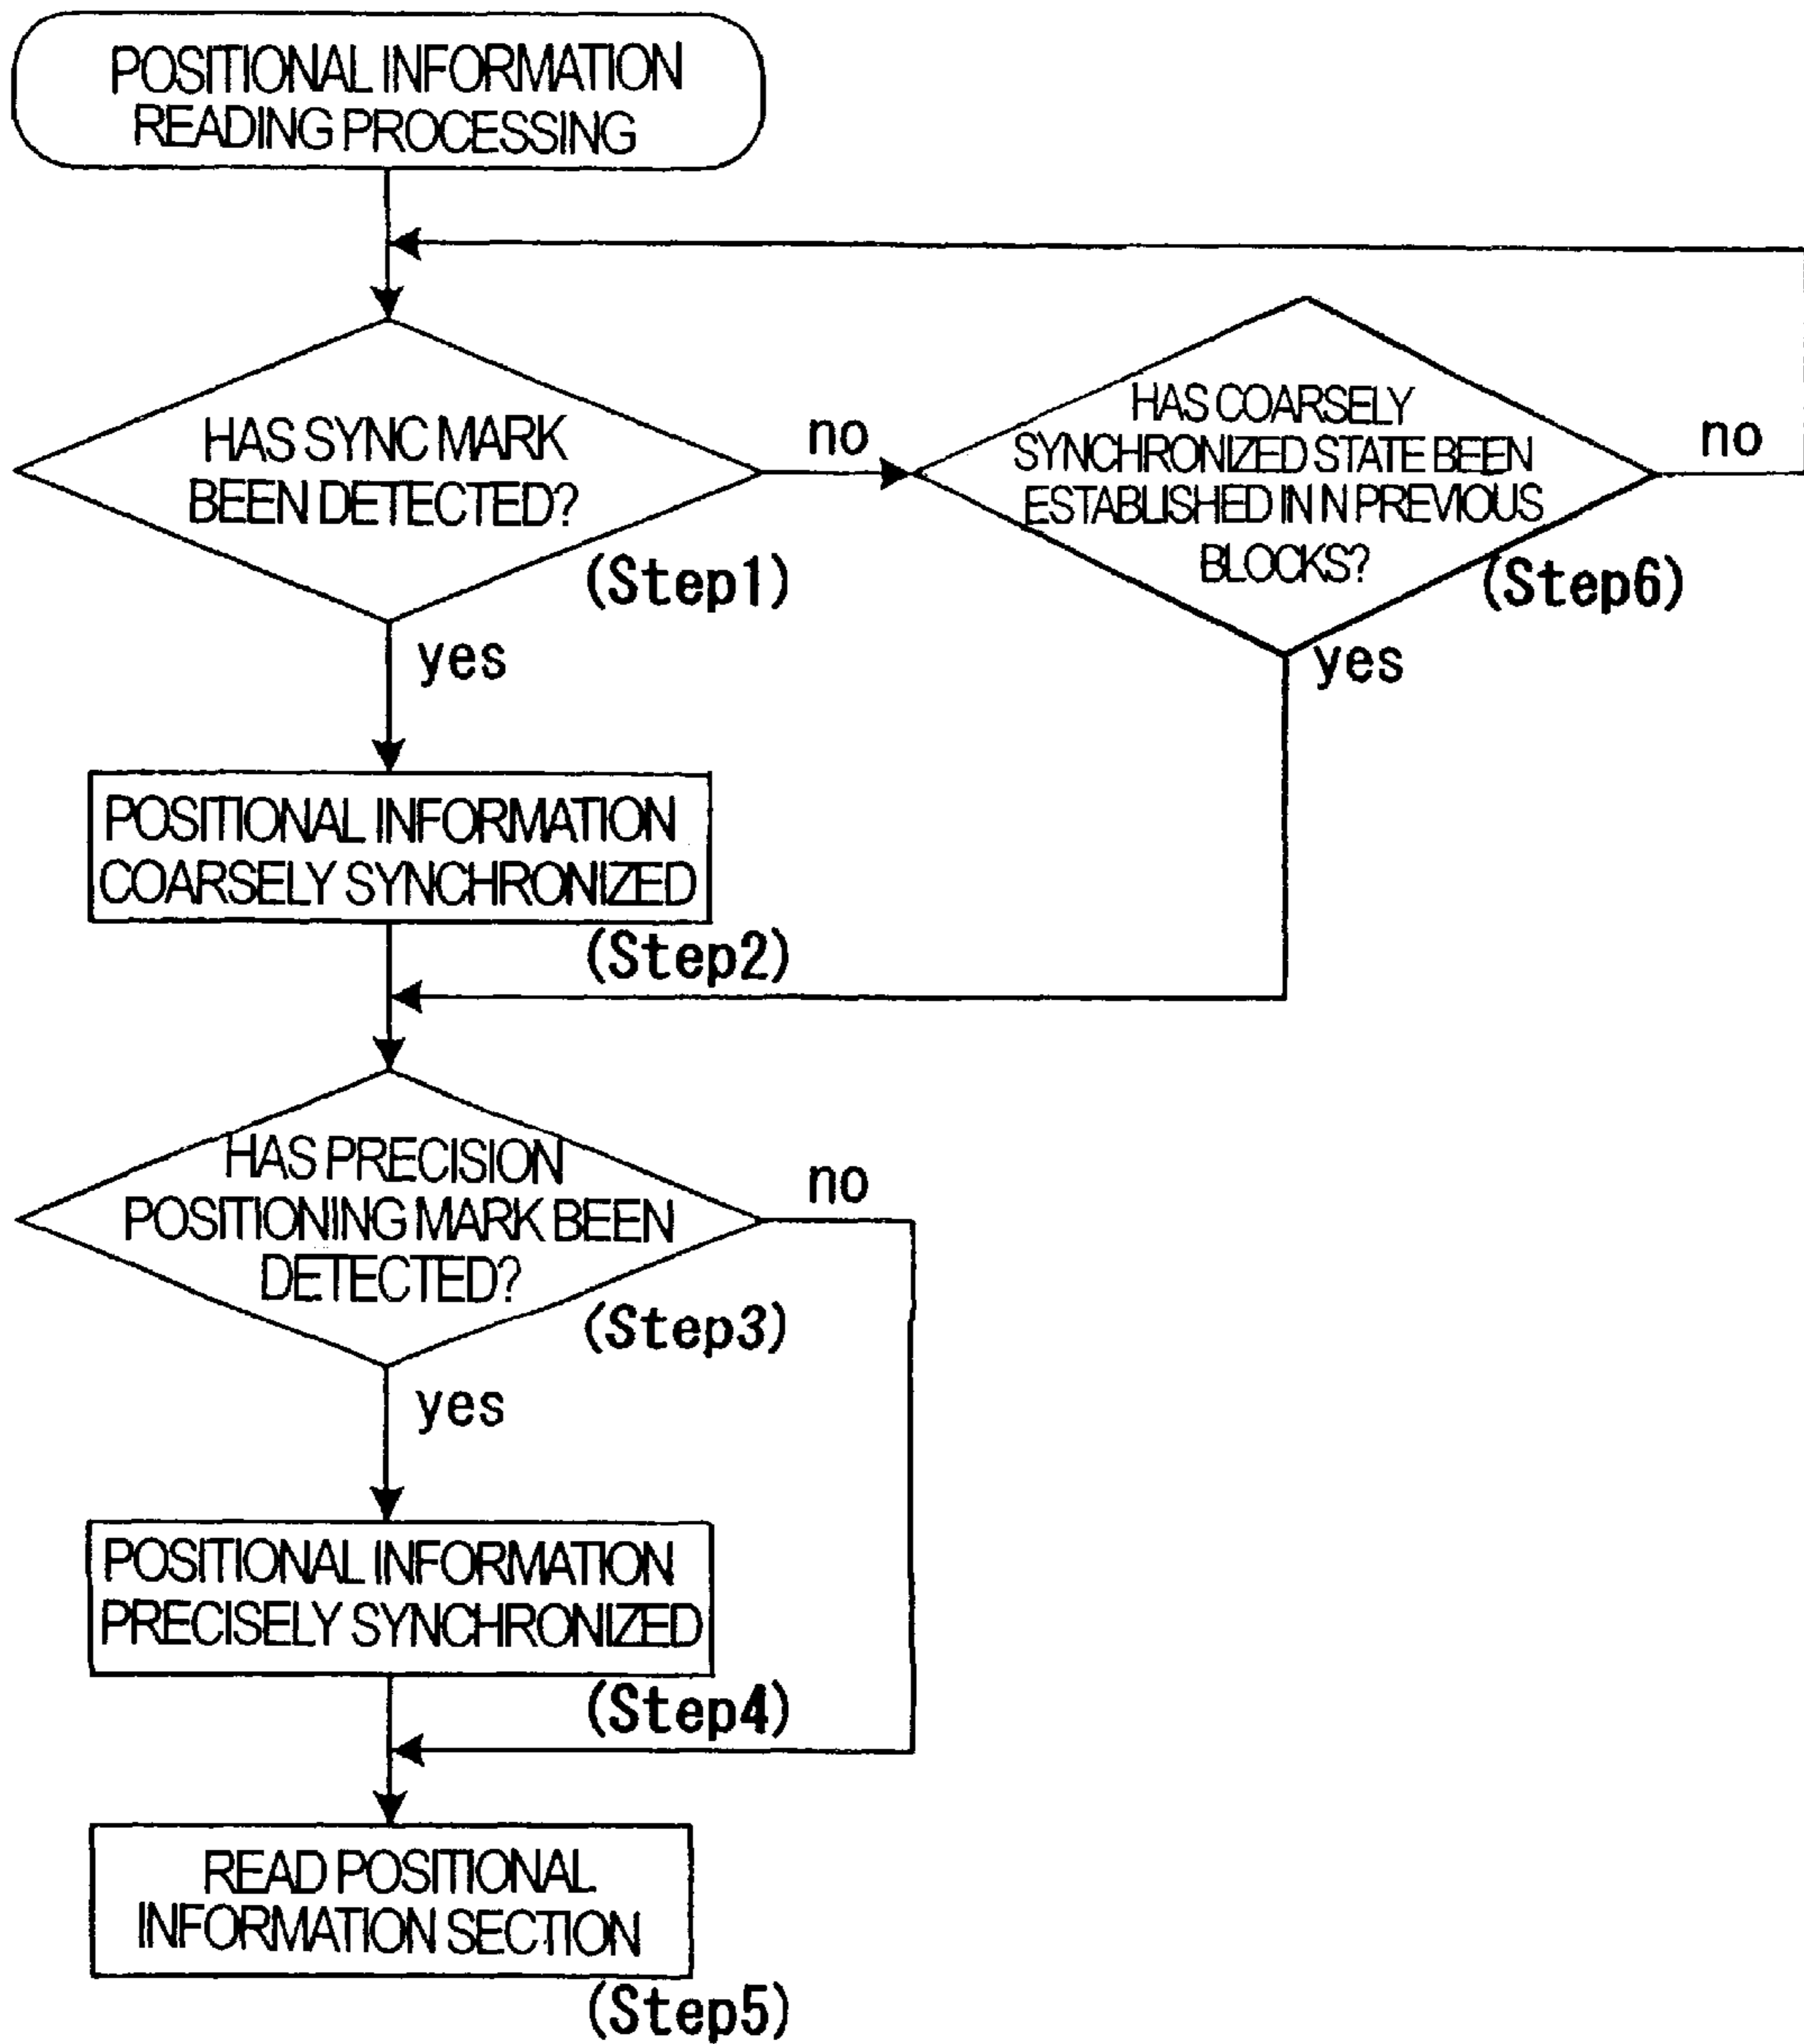 POSITIONAL INFORMATION
READING PROCESSING
HAS SYNC MARK
BEEN DETECTED?
(Step1)
no
HAS COARSELY
SYNCHRONIZED STATE BEEN
ESTABLISHED IN N PREVIOUS
BLOCKS?
(Step6)
no
yes
yes
POSITIONAL INFORMATION
COARSELY SYNCHRONIZED
(Step2)
HAS PRECISION
POSITIONING MARK BEEN
DETECTED?
(Step3)
no
yes
POSITIONAL INFORMATION
PRECISELY SYNCHRONIZED
(Step4)
READ POSITIONAL
INFORMATION SECTION
(Step5)